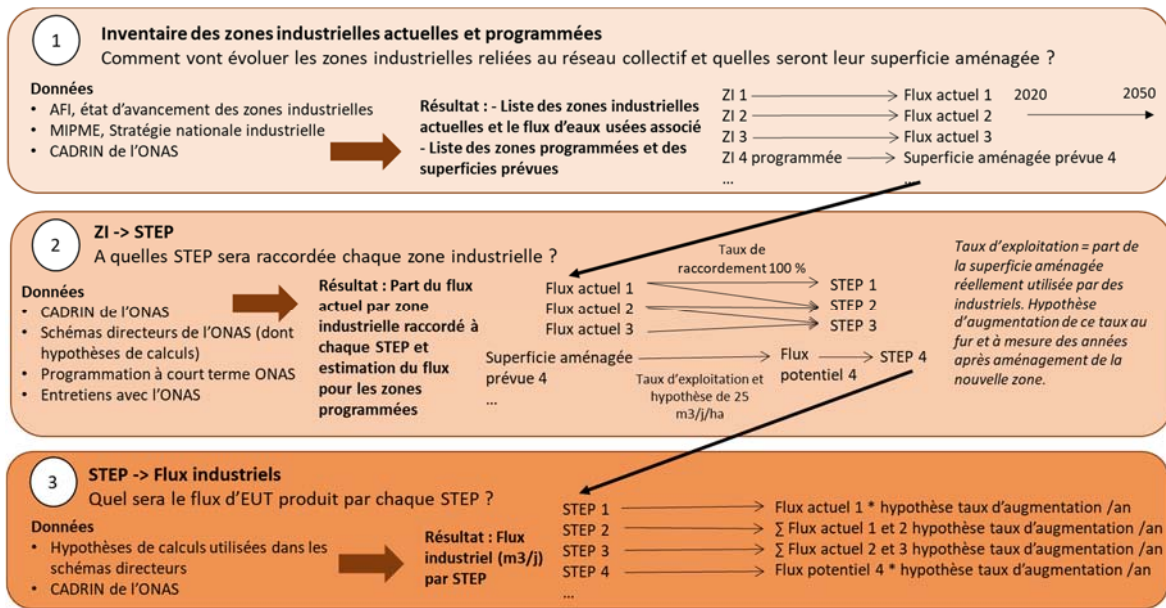 1
Inventaire des zones industrielles actuelles et programmées
Comment vont évoluer les zones industrielles reliées au réseau collectif et quelles seront leur superficie aménagée ?
Données
• AFI, état d'avancement des zones industrielles
• MIPME, Stratégie nationale industrielle
• CADRIN de l'ONAS
Résultat : - Liste des zones industrielles
actuelles et le flux d'eaux usées associé
- Liste des zones programmées et des
superficies prévues
ZI 1 Flux actuel 1 2020 2050
ZI 2 Flux actuel 2
ZI 3 Flux actuel 3
ZI 4 programmée Superficie aménagée prévue 4
... ...
2
ZI -> STEP
A quelles STEP sera raccordée chaque zone industrielle ?
Données
• CADRIN de l'ONAS
• Schémas directeurs de l'ONAS (dont
hypothèses de calculs)
• Programmation à court terme ONAS
• Entretiens avec l'ONAS
Résultat : Part du flux
actuel par zone
industrielle raccordé à
chaque STEP et
estimation du flux
pour les zones
programmées
Taux de
raccordement 100 %
Flux actuel 1 STEP 1
Flux actuel 2 STEP 2
Flux actuel 3 STEP 3
Superficie aménagée
prévue 4
...
Flux
potentiel 4
STEP 4
Taux d'exploitation et
hypothèse de 25
m3/j/ha
Taux d'exploitation = part de
la superficie aménagée
réellement utilisée par des
industriels. Hypothèse
d'augmentation de ce taux au
fur et à mesure des années
après aménagement de la
nouvelle zone.
3
STEP -> Flux industriels
Quel sera le flux d'EUT produit par chaque STEP ?
Données
• Hypothèses de calculs utilisées dans les
schémas directeurs
• CADRIN de l'ONAS
Résultat : Flux
industriel (m3/j)
par STEP
STEP 1 Flux actuel 1 * hypothèse taux d'augmentation /an
STEP 2 ∑ Flux actuel 1 et 2 hypothèse taux d'augmentation /an
STEP 3 ∑ Flux actuel 2 et 3 hypothèse taux d'augmentation /an
STEP 4 Flux potentiel 4 * hypothèse taux d'augmentation /an
...